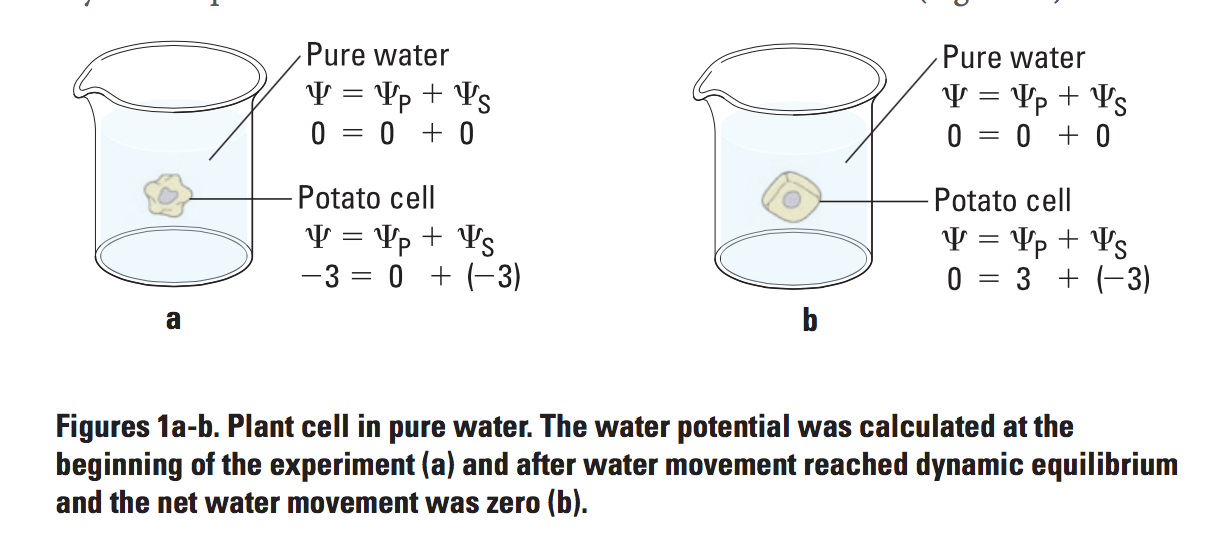 Pure water
Ψ = ΨP + ΨS
0 = 0 + 0
Potato cell
Ψ = ΨP + ΨS
−3 = 0 + (−3)
a
Pure water
Ψ = ΨP + ΨS
0 = 0 + 0
Potato cell
Ψ = ΨP + ΨS
0 = 3 + (−3)
b
Figures 1a-b. Plant cell in pure water. The water potential was calculated at the
beginning of the experiment (a) and after water movement reached dynamic equilibrium
and the net water movement was zero (b).